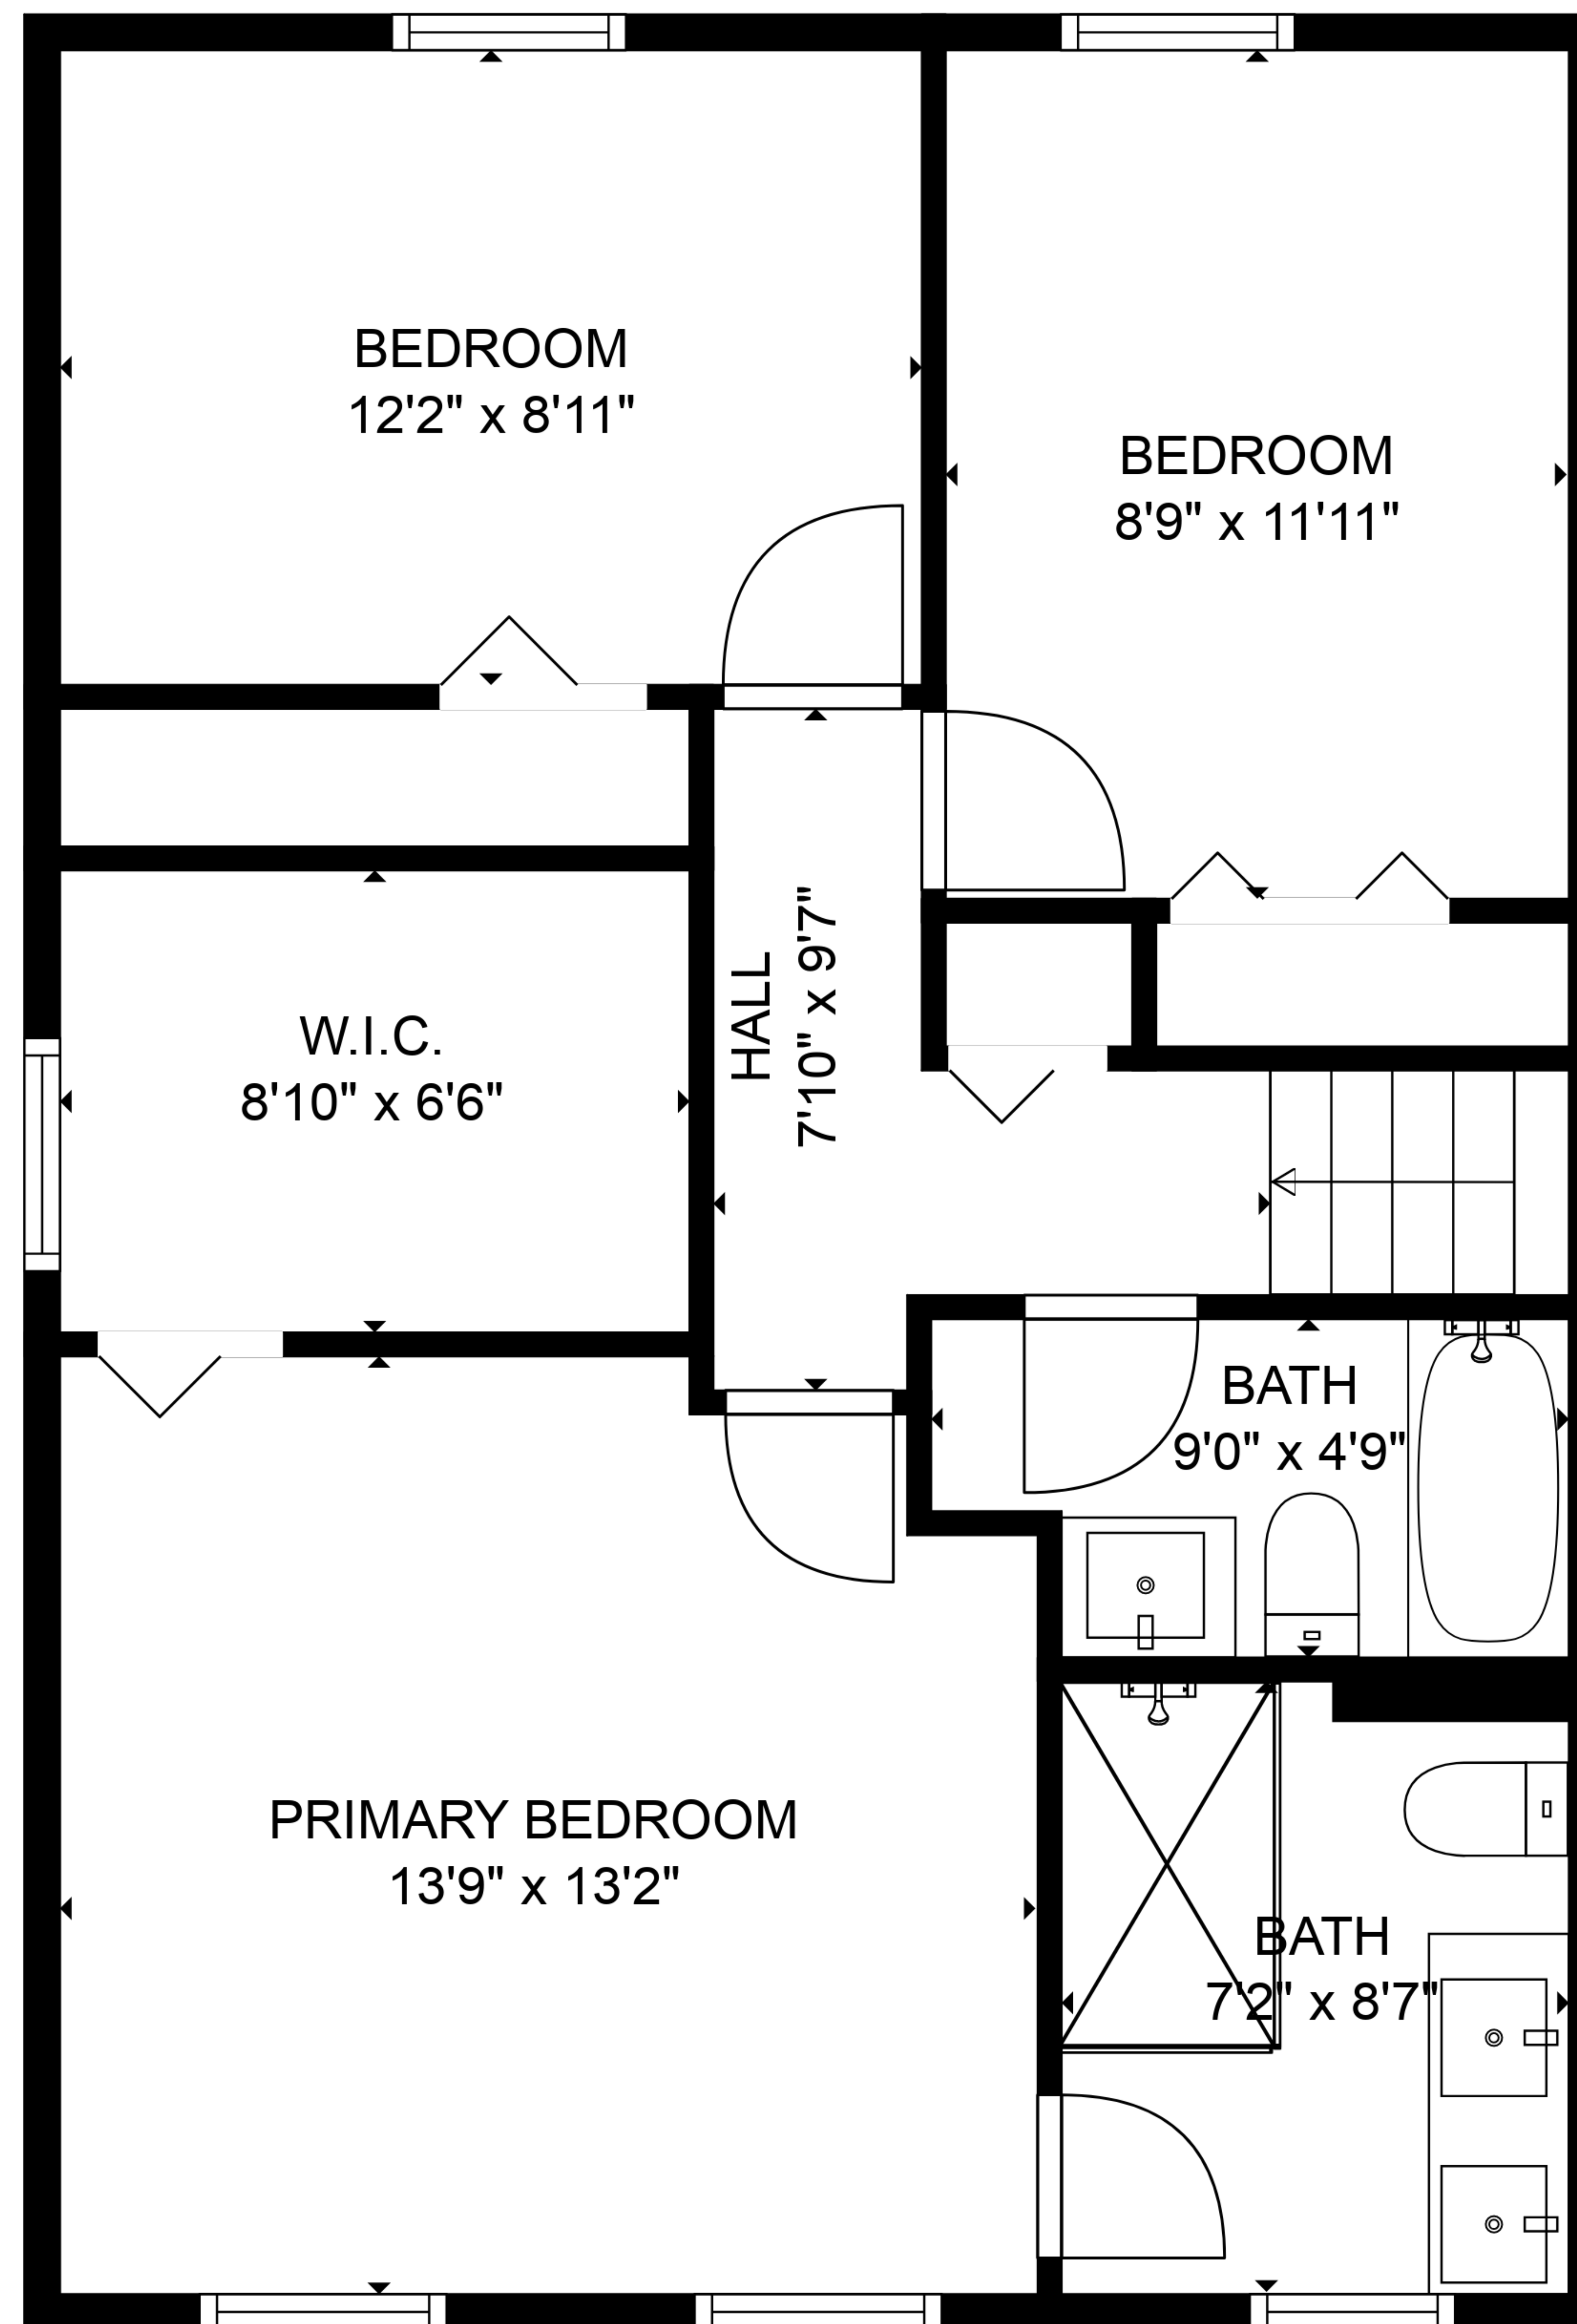 BEDROOM
12'2" x 8'11"
BEDROOM
8'9" x 11'11"
HALL
7'10" x 9'7"
W.I.C.
8'10" x 6'6"
BATH
9'0" x 4'9"
PRIMARY BEDROOM
13'9" x 13'2"
BATH
7'2" x 8'7"